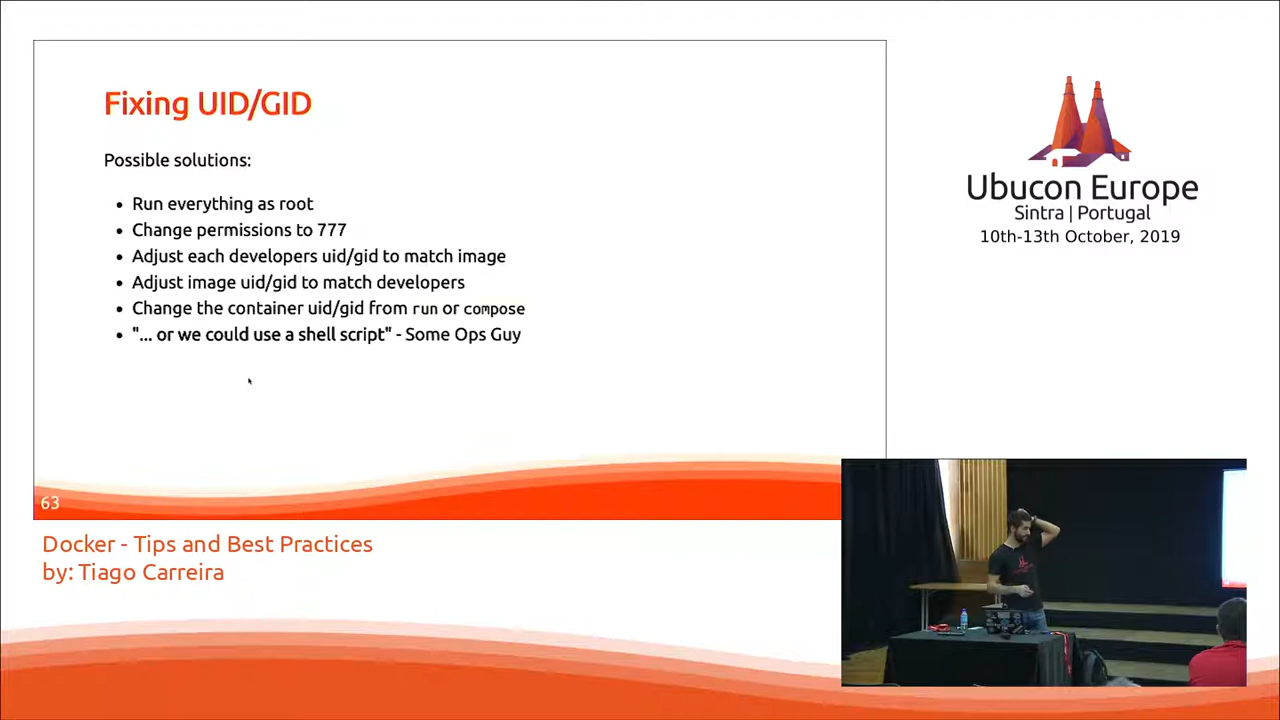 Fixing UID/GID
Possible solutions:
• Run everything as root
• Change permissions to 777
• Adjust each developers uid/gid to match image
• Adjust image uid/gid to match developers
• Change the container uid/gid from run or compose
• "... or we could use a shell script" - Some Ops Guy
63
Docker - Tips and Best Practices
by: Tiago Carreira
Ubucon Europe
Sintra | Portugal
10th-13th October, 2019